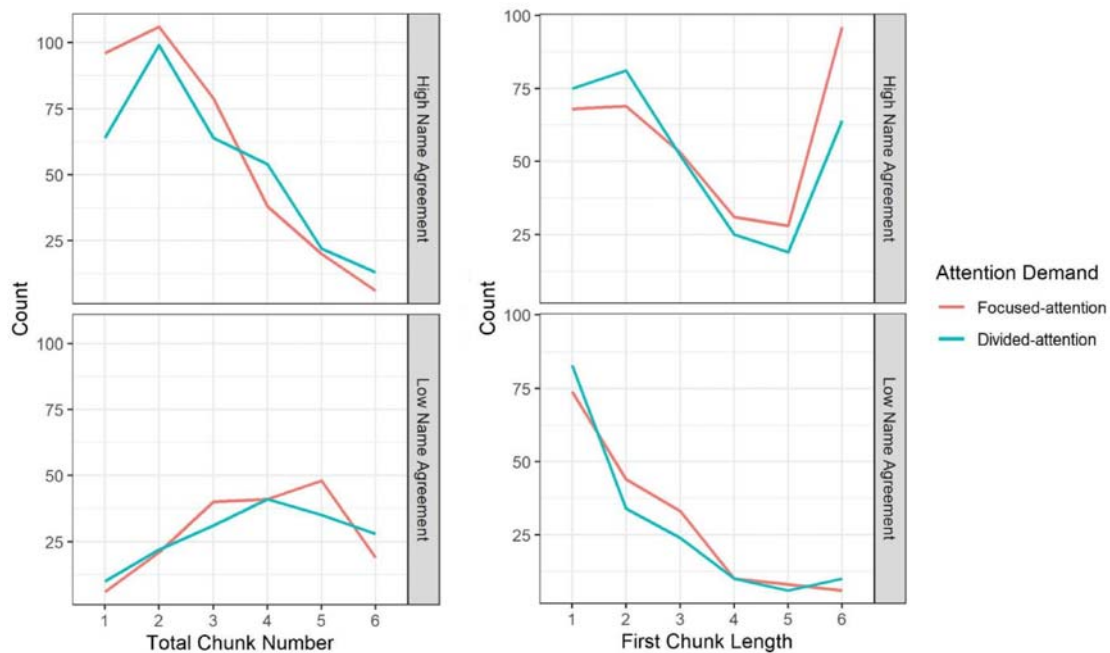 Count
100
75
50
25
High Name Agreement
100
75
50
25
Low Name Agreement
1 2 3 4 5 6
Total Chunk Number
Count
100
75
50
25
High Name Agreement
100
75
50
25
Low Name Agreement
1 2 3 4 5 6
First Chunk Length
Attention Demand
Focused-attention
Divided-attention